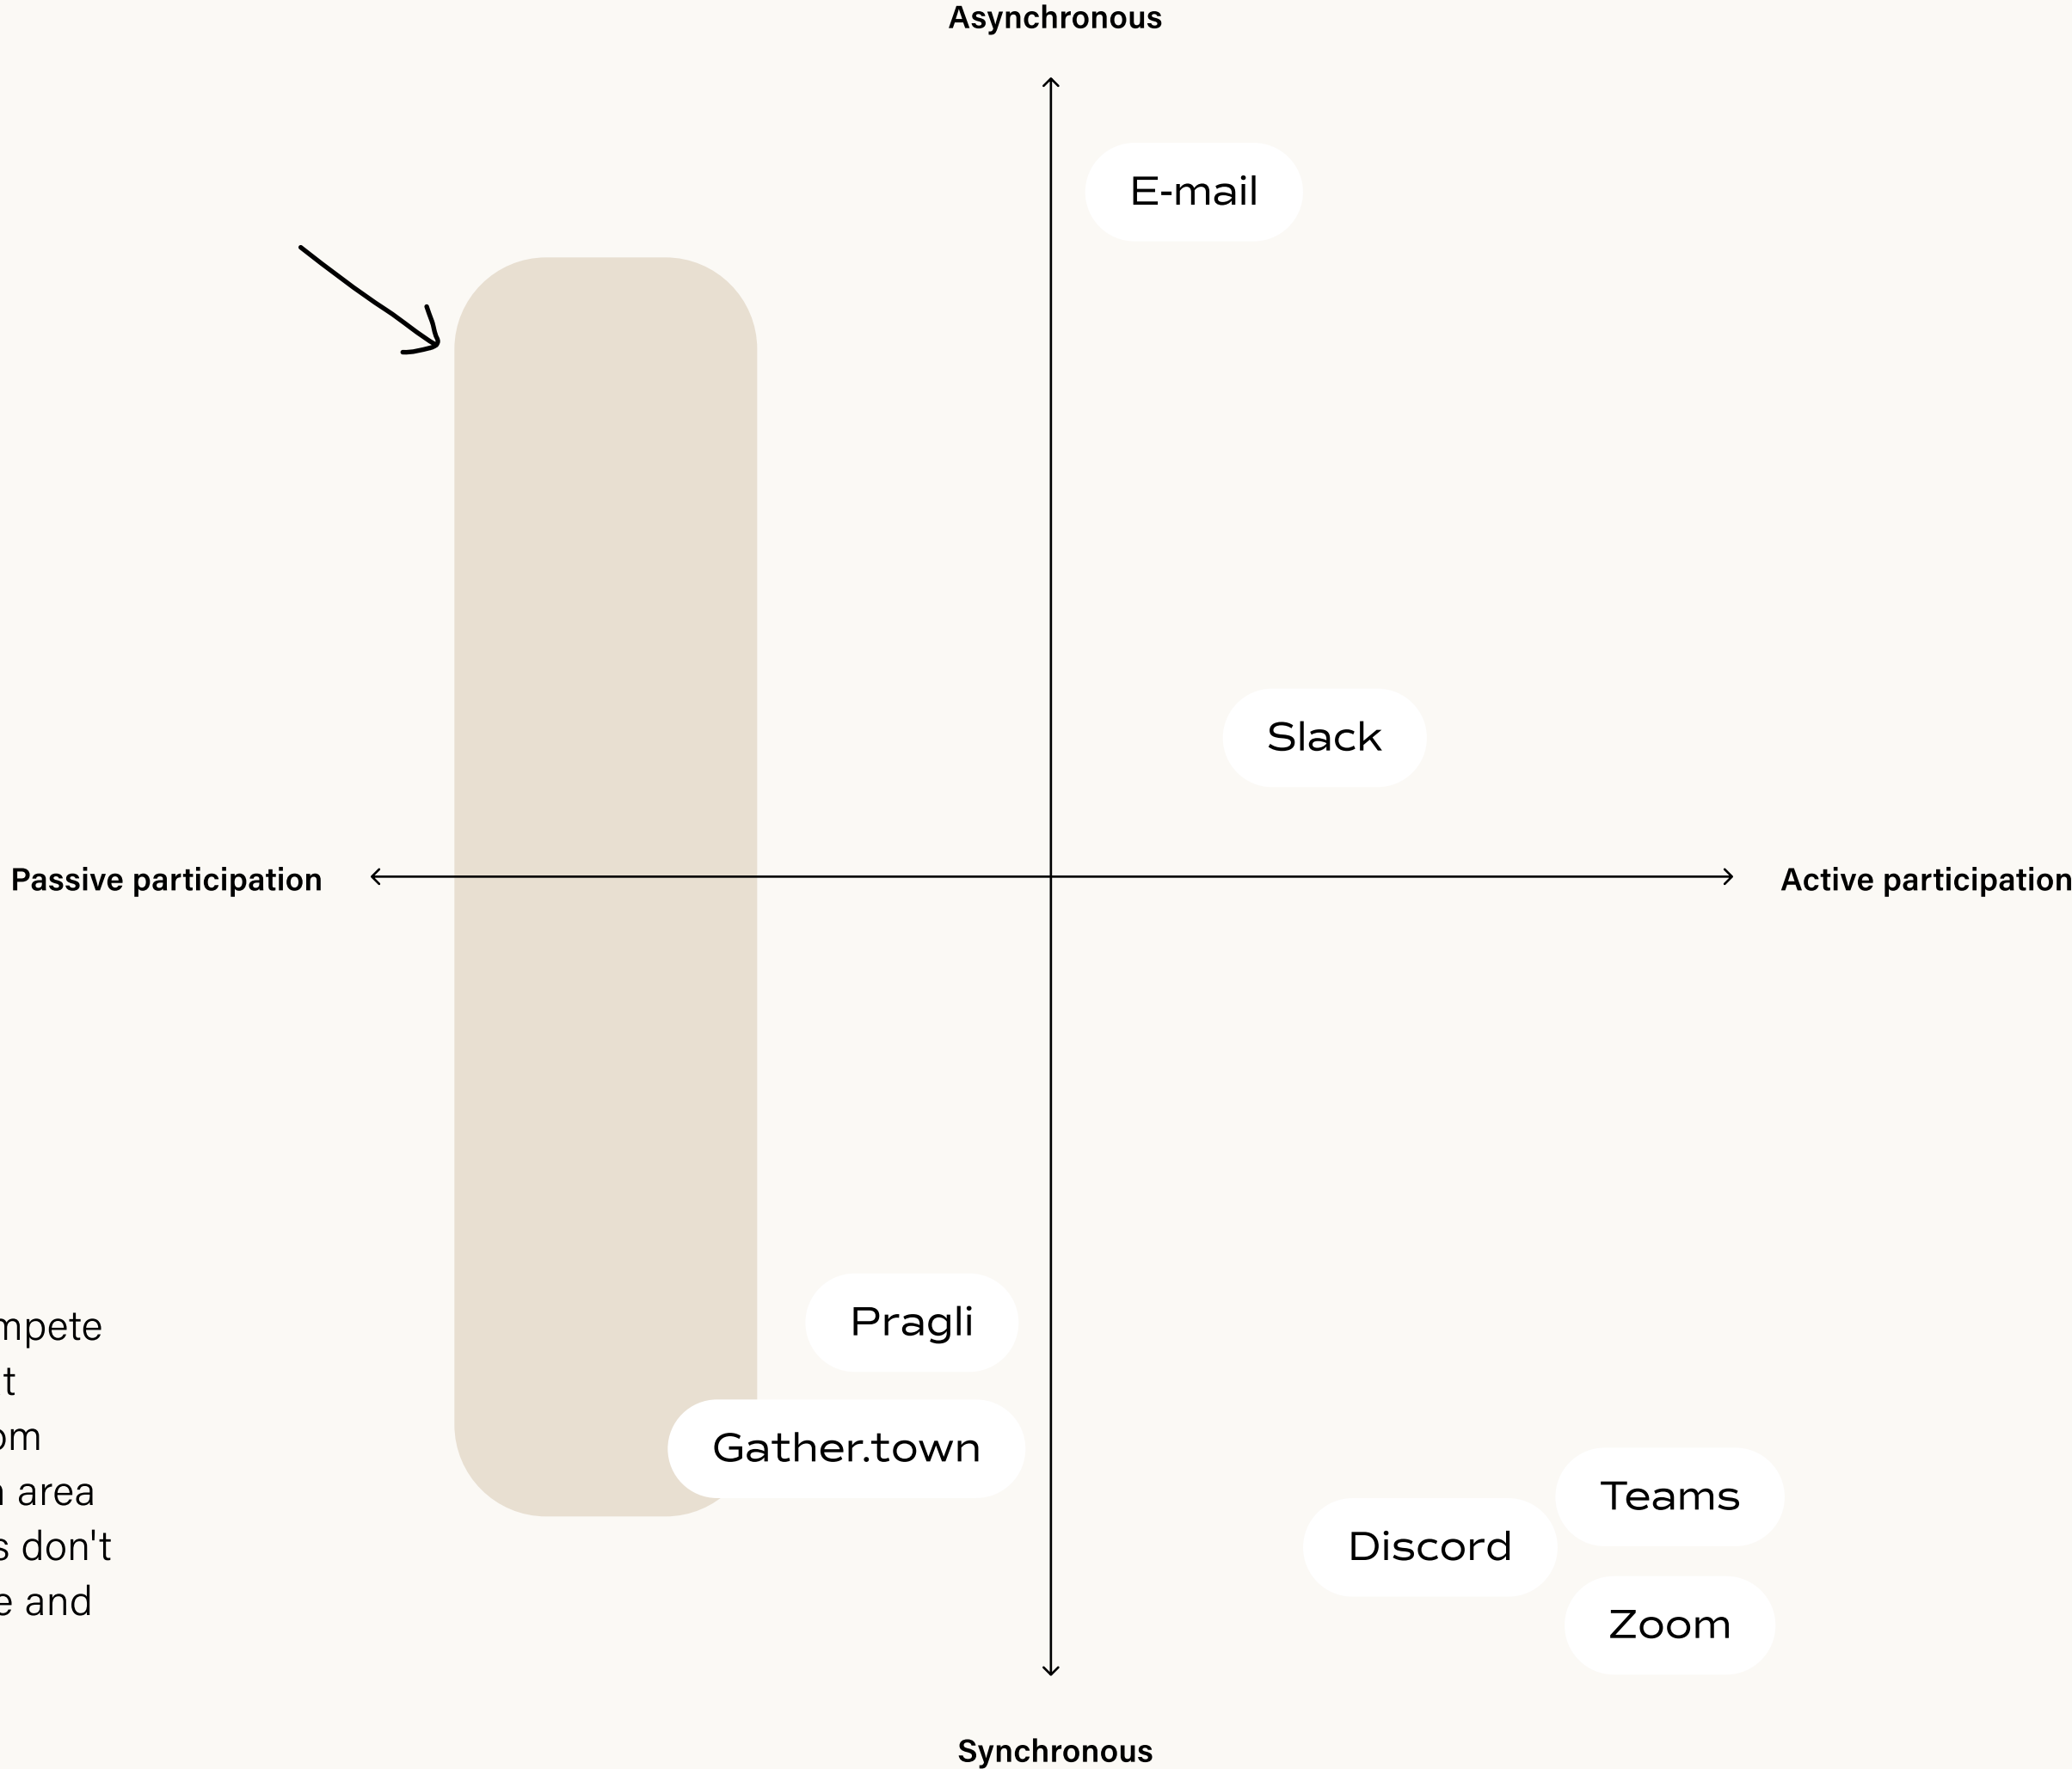 Asynchronous
E-mail
Slack
Passive participation
Active participation
Pragli
Gather.town
Teams
Discord
Zoom
Synchronous
mpete
t
om
area
s don't
e and